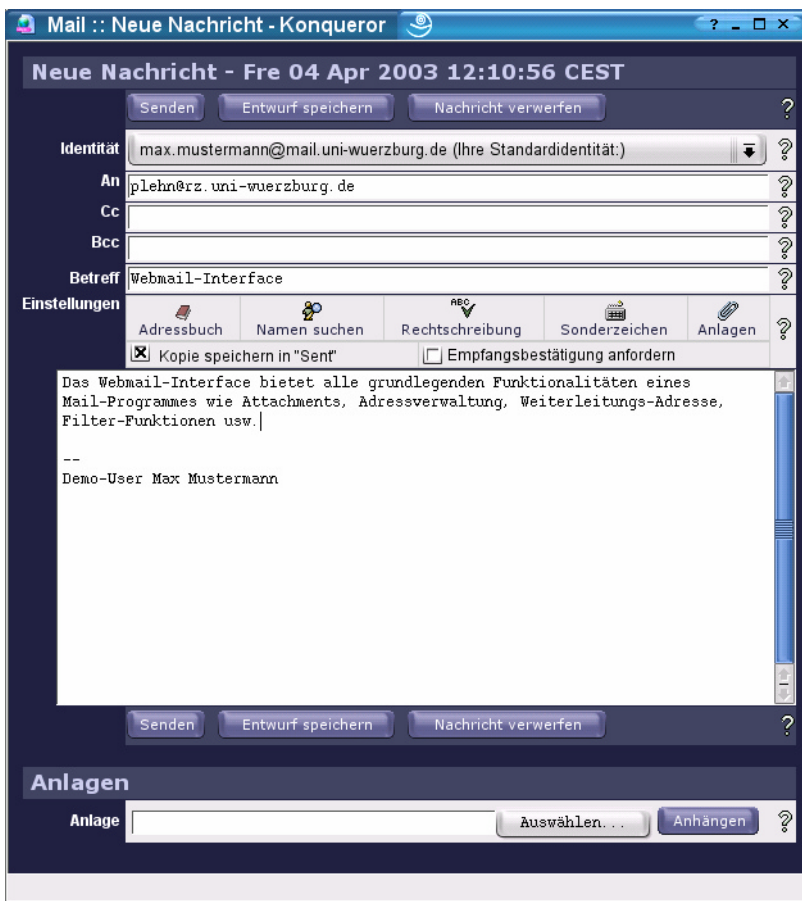 Mail :: Neue Nachricht - Konqueror
Neue Nachricht - Fre 04 Apr 2003 12:10:56 CEST
Senden Entwurf speichern Nachricht verwerfen ?
Identität max.mustermann@mail.uni-wuerzburg.de (Ihre Standardidentität:) ?
An plehn@rz.uni-wuerzburg.de ?
Cc ?
Bcc ?
Betreff Webmail-Interface ?
Einstellungen Adressbuch Namen suchen ABC Rechtschreibung Sonderzeichen Anlagen ?
Kopie speichern in "Sent" Empfangsbestätigung anfordern
Das Webmail-Interface bietet alle grundlegenden Funktionalitäten eines
Mail-Programmes wie Attachments, Adressverwaltung, Weiterleitungs-Adresse,
Filter-Funktionen usw.
--
Demo-User Max Mustermann
Senden Entwurf speichern Nachricht verwerfen ?
Anlagen
Anlage Auswählen... Anhängen ?